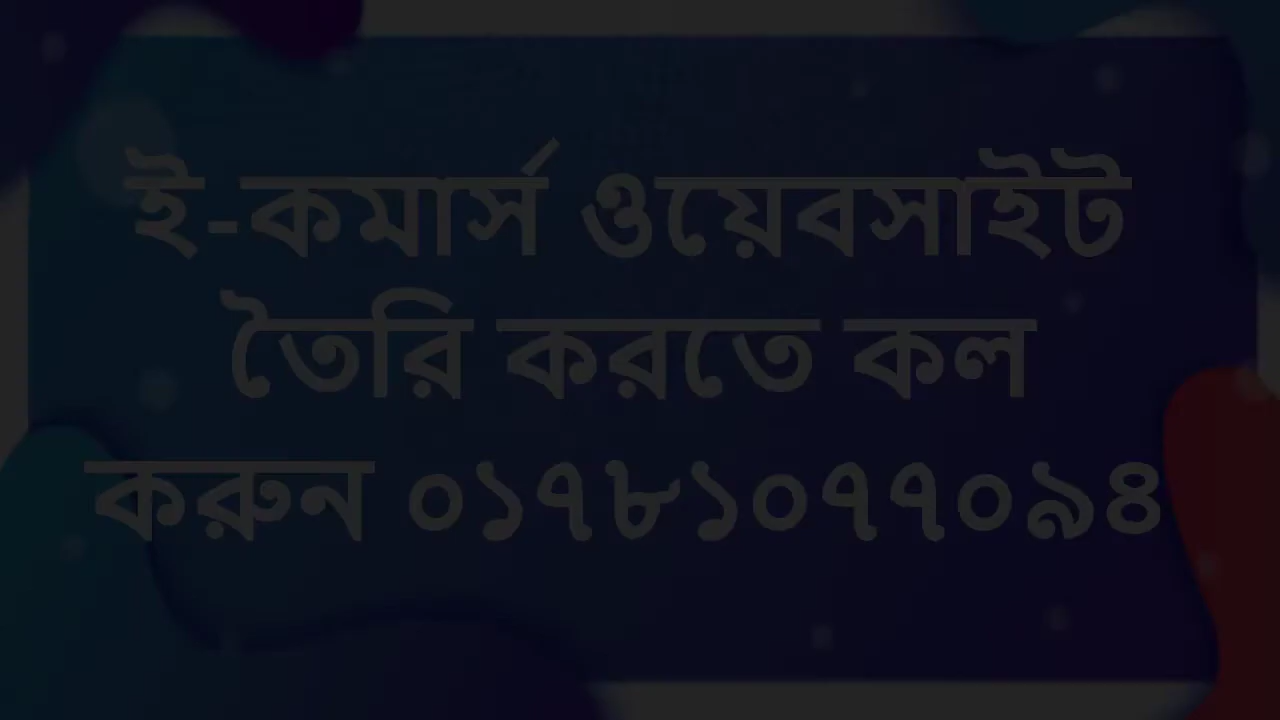 ই-কমার্স ওয়েবসাইট
তৈরি করতে কল
করুন ০১৭৮১০৭৭০৯৪